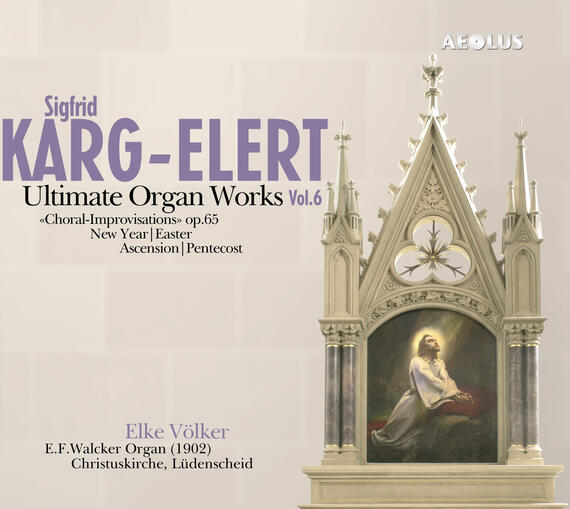 AEOLUS
Sigfrid
KARG-ELERT
Ultimate Organ Works Vol.6
«Choral-Improvisations» op.65
New Year|Easter
Ascension|Pentecost
Elke Völker
E.F.Walcker Organ (1902)
Christuskirche, Lüdenscheid